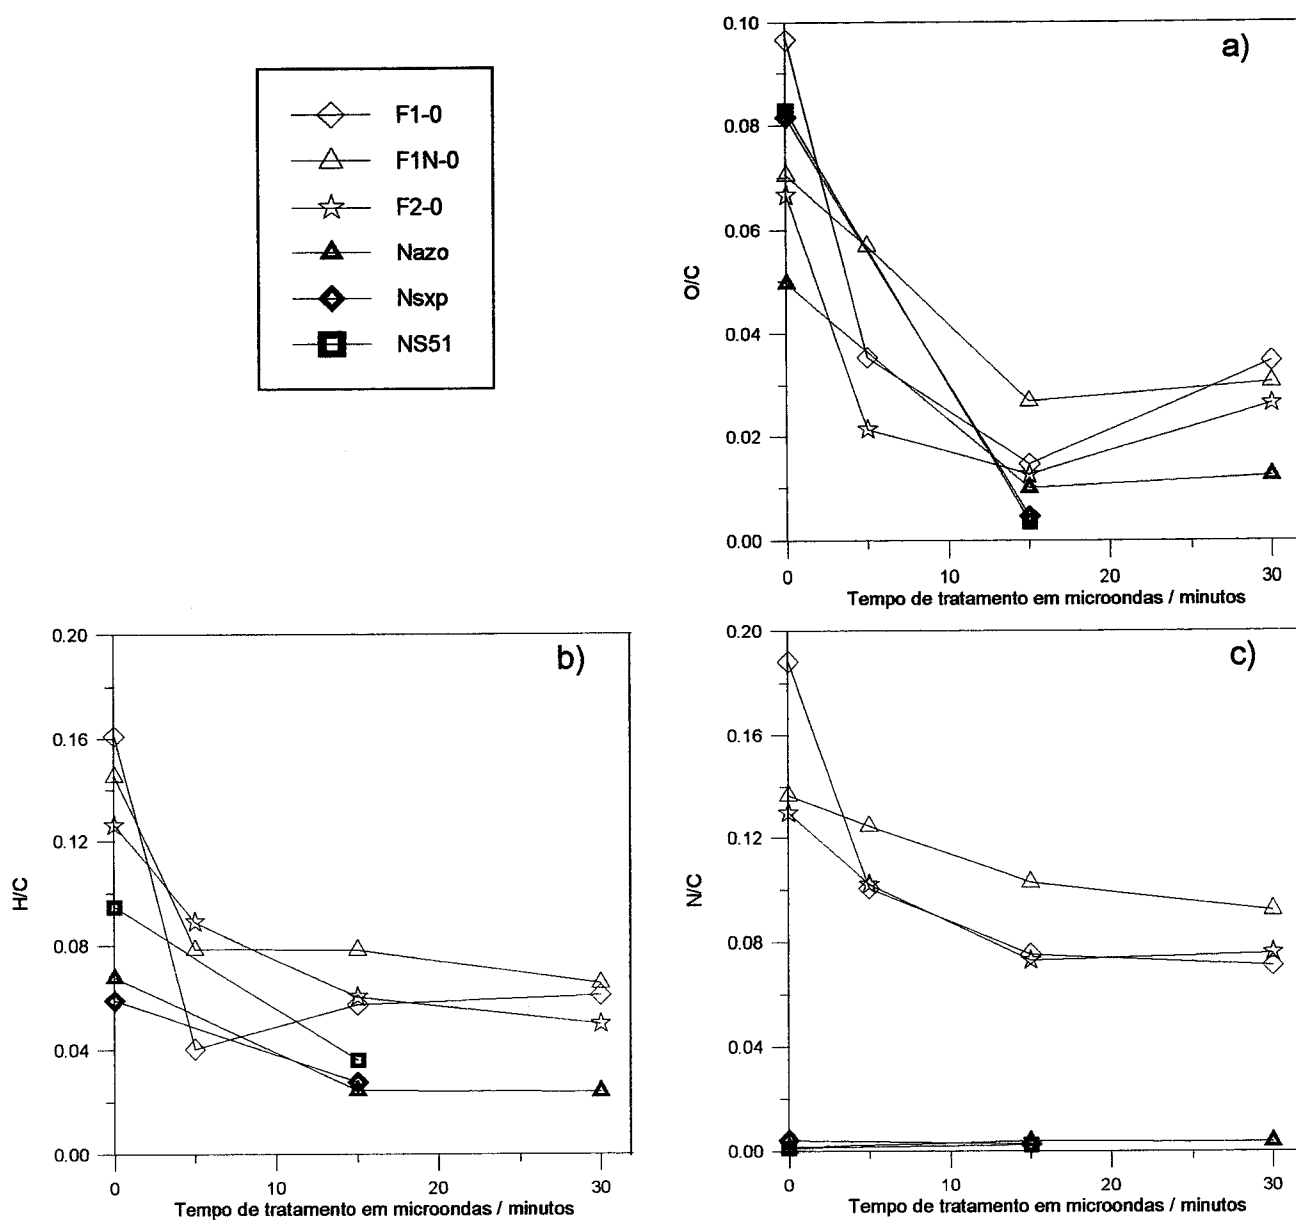 F1-0
F1N-0
F2-0
Nazo
Nsxp
NS51
a)
0.10
0.08
0.06
0.04
0.02
0.00
O/C
0
10
20
30
Tempo de tratamento em microondas / minutos
b)
0.20
0.16
0.12
0.08
0.04
0.00
H/C
0
10
20
30
Tempo de tratamento em microondas / minutos
c)
0.20
0.16
0.12
0.08
0.04
0.00
N/C
0
10
20
30
Tempo de tratamento em microondas / minutos